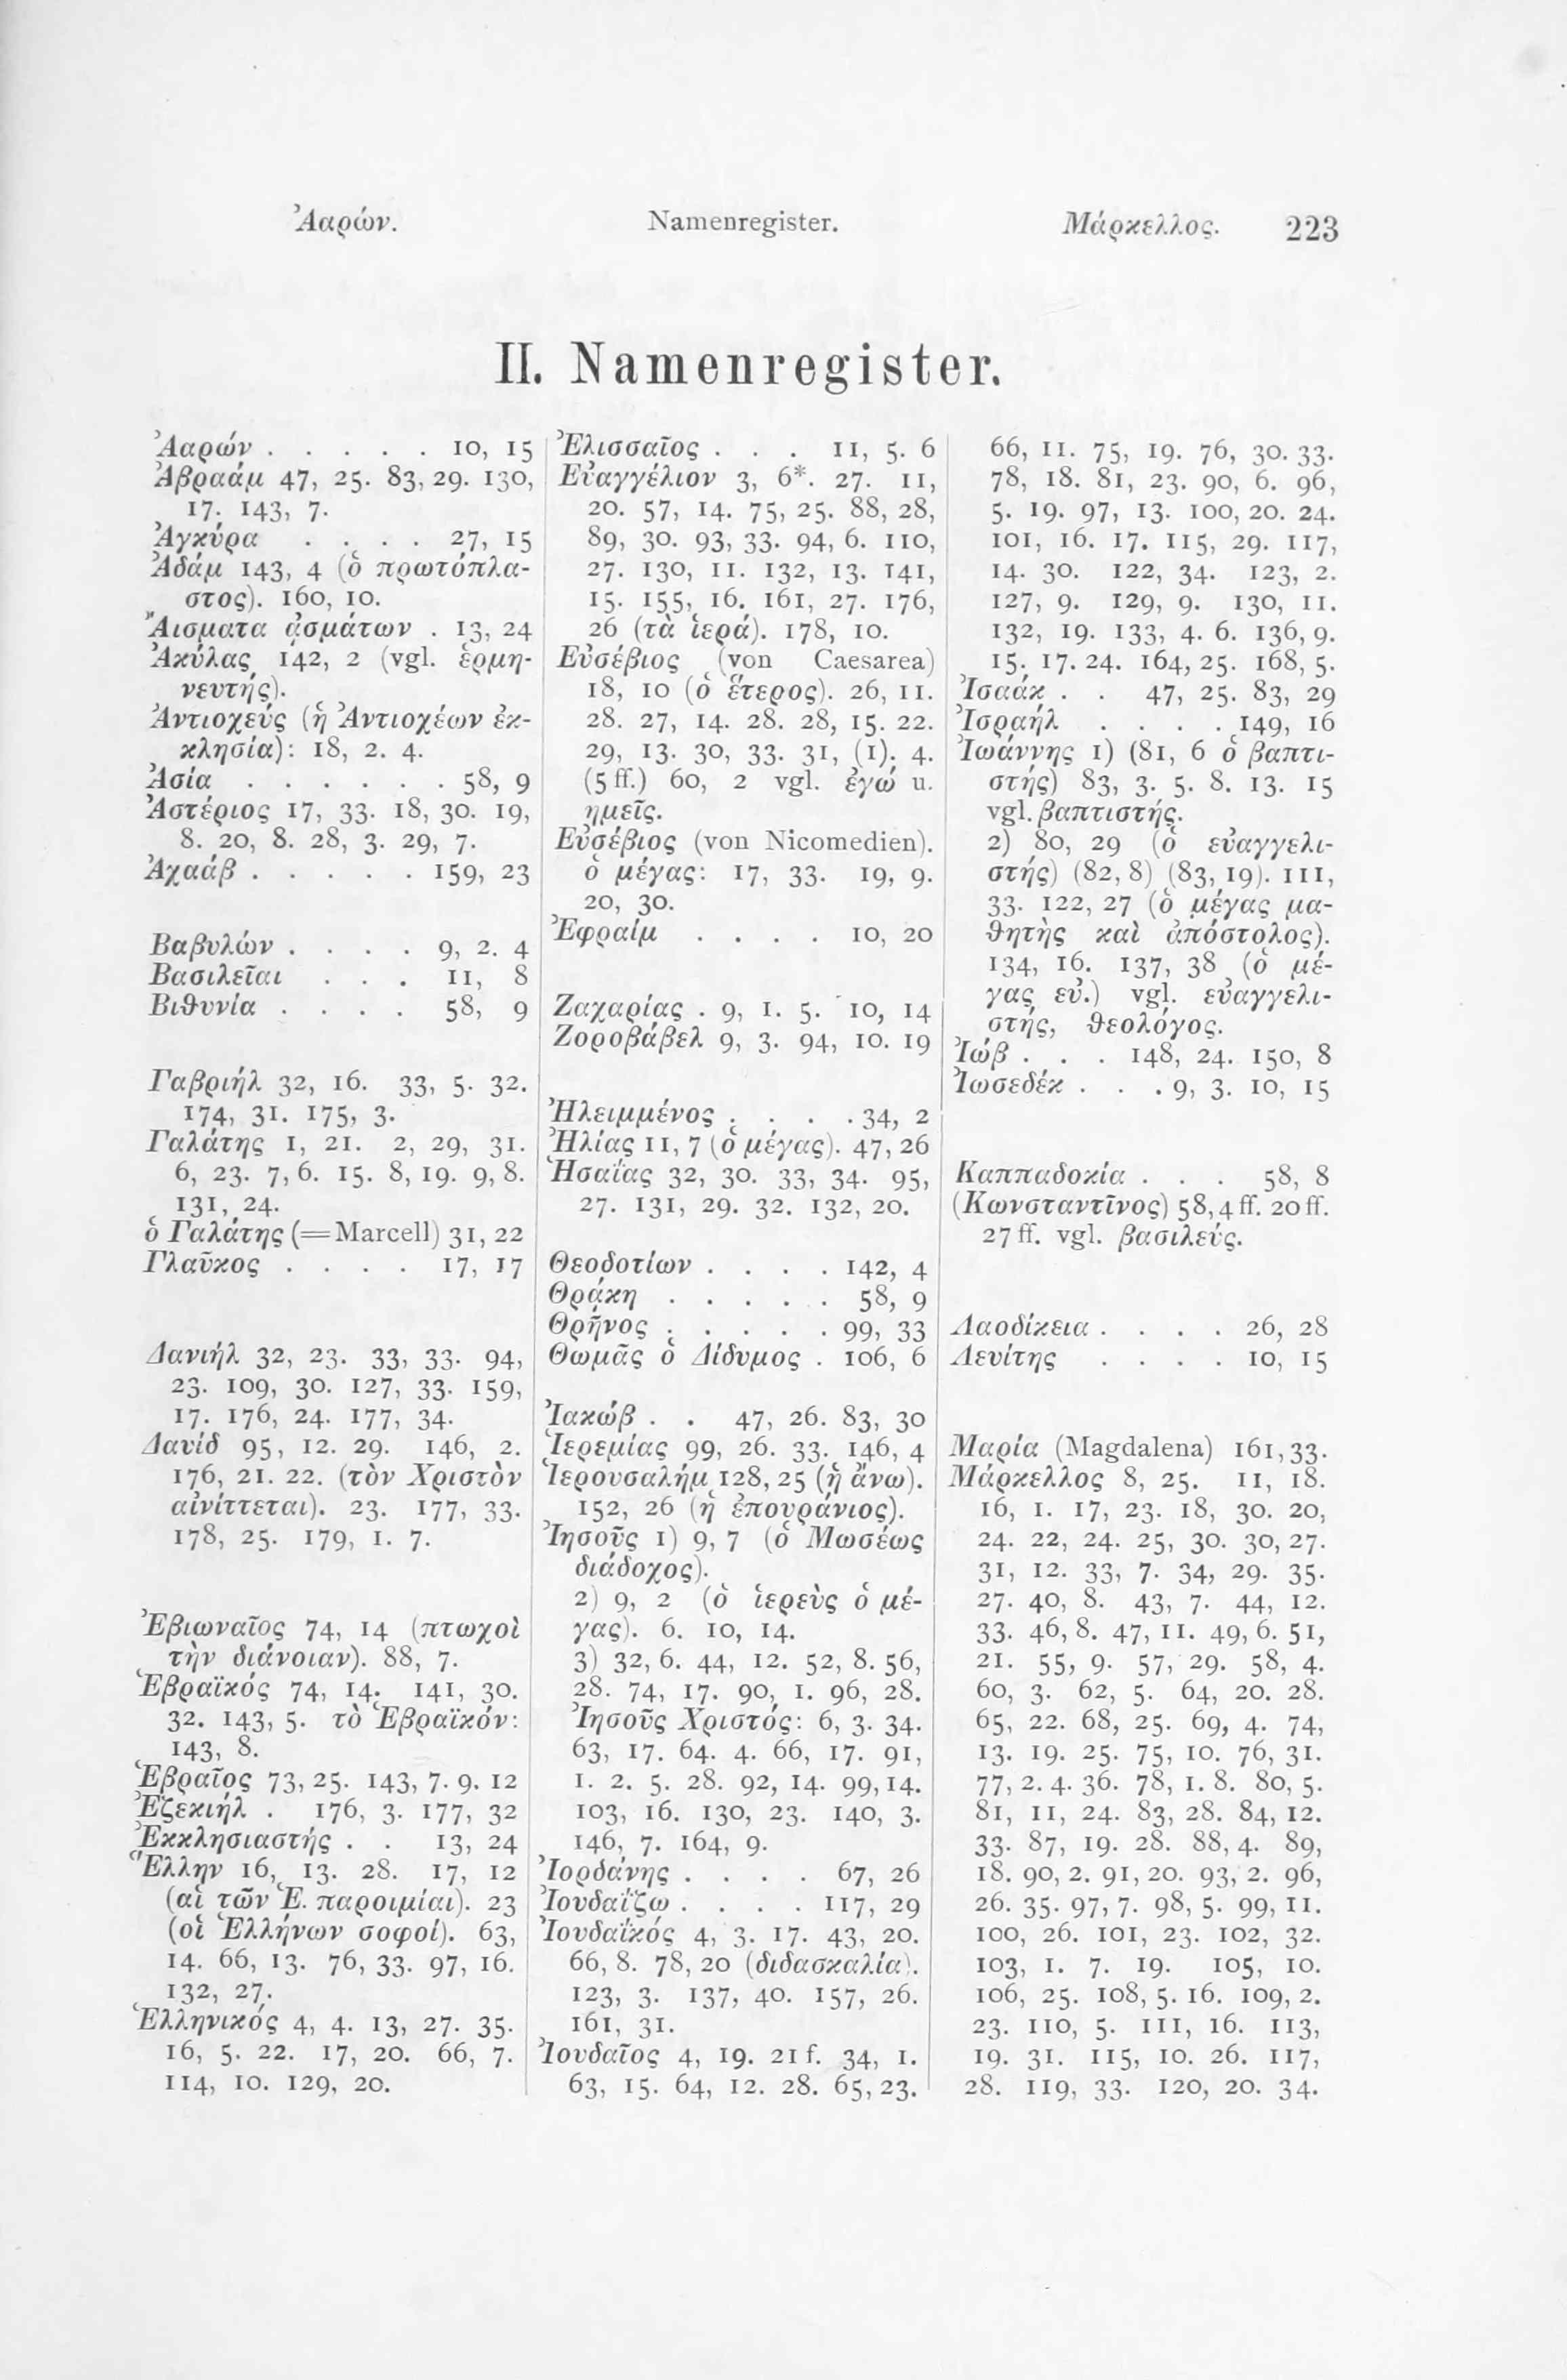 Ἀαρών. Namenregister. Μάρκελλος. 223
II. Namenregister.
Ἀαρών . . . . . 10, 15
Ἀβραάμ 47, 25. 83, 29. 130,
17. 143, 7.
Ἀγκύρα . . . . 27, 15
Ἀδάμ 143, 4 (ὁ πρωτόπλα-
στος). 160, 10.
Ἄισματα ᾀσμάτων . 13, 24
Ἀκύλας 142, 2 (vgl. ἑρμη-
νευτής).
Ἀντιοχεύς (ἡ Ἀντιοχέων ἐκ-
κλησία): 18, 2. 4.
Ἀσία . . . . . . 58, 9
Ἀστέριος 17, 33. 18, 30. 19,
8. 20, 8. 28, 3. 29, 7.
Ἀχαάβ . . . . . 159, 23
Βαβυλών . . . . 9, 2. 4
Βασιλεῖαι . . . 11, 8
Βιθυνία . . . . 58, 9
Γαβριήλ 32, 16. 33, 5. 32.
174, 31. 175, 3.
Γαλάτης 1, 21. 2, 29, 31.
6, 23. 7, 6. 15. 8, 19. 9, 8.
131, 24.
ὁ Γαλάτης (=Marcell) 31, 22
Γλαῦκος . . . . 17, 17
Δανιήλ 32, 23. 33, 33. 94,
23. 109, 30. 127, 33. 159,
17. 176, 24. 177, 34.
Δαυίδ 95, 12. 29. 146, 2.
176, 21. 22. (τὸν Χριστὸν
αἰνίττεται). 23. 177, 33.
178, 25. 179, 1. 7.
Ἐβιωναῖος 74, 14 (πτωχοὶ
τὴν διάνοιαν). 88, 7.
Ἑβραϊκός 74, 14. 141, 30.
32. 143, 5. τὸ Ἑβραϊκόν:
143, 8.
Ἑβραῖος 73, 25. 143, 7. 9. 12
Ἐζεκιήλ . 176, 3. 177, 32
Ἐκκλησιαστής . . 13, 24
Ἕλλην 16, 13. 28. 17, 12
(αἱ τῶν Ἑ. παροιμίαι). 23
(οἱ Ἑλλήνων σοφοί). 63,
14. 66, 13. 76, 33. 97, 16.
132, 27.
Ἑλληνικός 4, 4. 13, 27. 35.
16, 5. 22. 17, 20. 66, 7.
114, 10. 129, 20.
Ἐλισσαῖος . . . 11, 5. 6
Εὐαγγέλιον 3, 6*. 27. 11,
20. 57, 14. 75, 25. 88, 28,
89, 30. 93, 33. 94, 6. 110,
27. 130, 11. 132, 13. 141,
15. 155, 16. 161, 27. 176,
26 (τὰ ἱερά). 178, 10.
Εὐσέβιος (von Caesarea)
18, 10 (ὁ ἕτερος). 26, 11.
28. 27, 14. 28. 28, 15. 22.
29, 13. 30, 33. 31, (1). 4.
(5 ff.) 60, 2 vgl. ἐγώ u.
ημεῖς.
Εὐσέβιος (von Nicomedien).
ὁ μέγας: 17, 33. 19, 9.
20, 30.
Ἐφραίμ . . . . 10, 20
Ζαχαρίας . 9, 1. 5. 10, 14
Ζοροβάβελ 9, 3. 94, 10. 19
Ἠλειμμένος . . . . 34, 2
Ἠλίας 11, 7 (ὁ μέγας). 47, 26
Ἡσαΐας 32, 30. 33, 34. 95,
27. 131, 29. 32. 132, 20.
Θεοδοτίων . . . . 142, 4
Θράκη . . . . . 58, 9
Θρῆνος . . . . . 99, 33
Θωμᾶς ὁ Δίδυμος . 106, 6
Ἰακώβ . . 47, 26. 83, 30
Ἱερεμίας 99, 26. 33. 146, 4
Ἱερουσαλήμ 128, 25 (ἡ ἄνω).
152, 26 (ἡ ἐπουράνιος).
Ἰησοῦς 1) 9, 7 (ὁ Μωσέως
διάδοχος).
2) 9, 2 (ὁ ἱερεὺς ὁ μέ-
γας). 6. 10, 14.
3) 32, 6. 44, 12. 52, 8. 56,
28. 74, 17. 90, 1. 96, 28.
Ἰησοῦς Χριστός: 6, 3. 34.
63, 17. 64. 4. 66, 17. 91,
1. 2. 5. 28. 92, 14. 99, 14.
103, 16. 130, 23. 140, 3.
146, 7. 164, 9.
Ἰορδάνης . . . . 67, 26
Ἰουδαΐζω . . . . 117, 29
Ἰουδαϊκός 4, 3. 17. 43, 20.
66, 8. 78, 20 (διδασκαλία).
123, 3. 137, 40. 157, 26.
161, 31.
Ἰουδαῖος 4, 19. 21 f. 34, 1.
63, 15. 64, 12. 28. 65, 23.
66, 11. 75, 19. 76, 30. 33.
78, 18. 81, 23. 90, 6. 96,
5. 19. 97, 13. 100, 20. 24.
101, 16. 17. 115, 29. 117,
14. 30. 122, 34. 123, 2.
127, 9. 129, 9. 130, 11.
132, 19. 133, 4. 6. 136, 9.
15. 17. 24. 164, 25. 168, 5.
Ἰσαάκ . . 47, 25. 83, 29
Ἰσραήλ . . . . 149, 16
Ἰωάννης 1) (81, 6 ὁ βαπτι-
στής) 83, 3. 5. 8. 13. 15
vgl. βαπτιστής.
2) 80, 29 (ὁ εὐαγγελι-
στής) (82, 8) (83, 19). 111,
33. 122, 27 (ὁ μέγας μα-
θητὴς καὶ ἀπόστολος).
134, 16. 137, 38 (ὁ μέ-
γας εὐ.) vgl. εὐαγγελι-
στής, θεολόγος.
Ἰώβ . . . 148, 24. 150, 8
Ἰωσεδέκ . . . 9, 3. 10, 15
Καππαδοκία . . . 58, 8
(Κωνσταντῖνος) 58, 4 ff. 20 ff.
27 ff. vgl. βασιλεύς.
Λαοδίκεια . . . . 26, 28
Λευίτης . . . . 10, 15
Μαρία (Magdalena) 161, 33.
Μάρκελλος 8, 25. 11, 18.
16, 1. 17, 23. 18, 30. 20,
24. 22, 24. 25, 30. 30, 27.
31, 12. 33, 7. 34, 29. 35.
27. 40, 8. 43, 7. 44, 12.
33. 46, 8. 47, 11. 49, 6. 51,
21. 55, 9. 57, 29. 58, 4.
60, 3. 62, 5. 64, 20. 28.
65, 22. 68, 25. 69, 4. 74,
13. 19. 25. 75, 10. 76, 31.
77, 2. 4. 36. 78, 1. 8. 80, 5.
81, 11, 24. 83, 28. 84, 12.
33. 87, 19. 28. 88, 4. 89,
18. 90, 2. 91, 20. 93, 2. 96,
26. 35. 97, 7. 98, 5. 99, 11.
100, 26. 101, 23. 102, 32.
103, 1. 7. 19. 105, 10.
106, 25. 108, 5. 16. 109, 2.
23. 110, 5. 111, 16. 113,
19. 31. 115, 10. 26. 117,
28. 119, 33. 120, 20. 34.